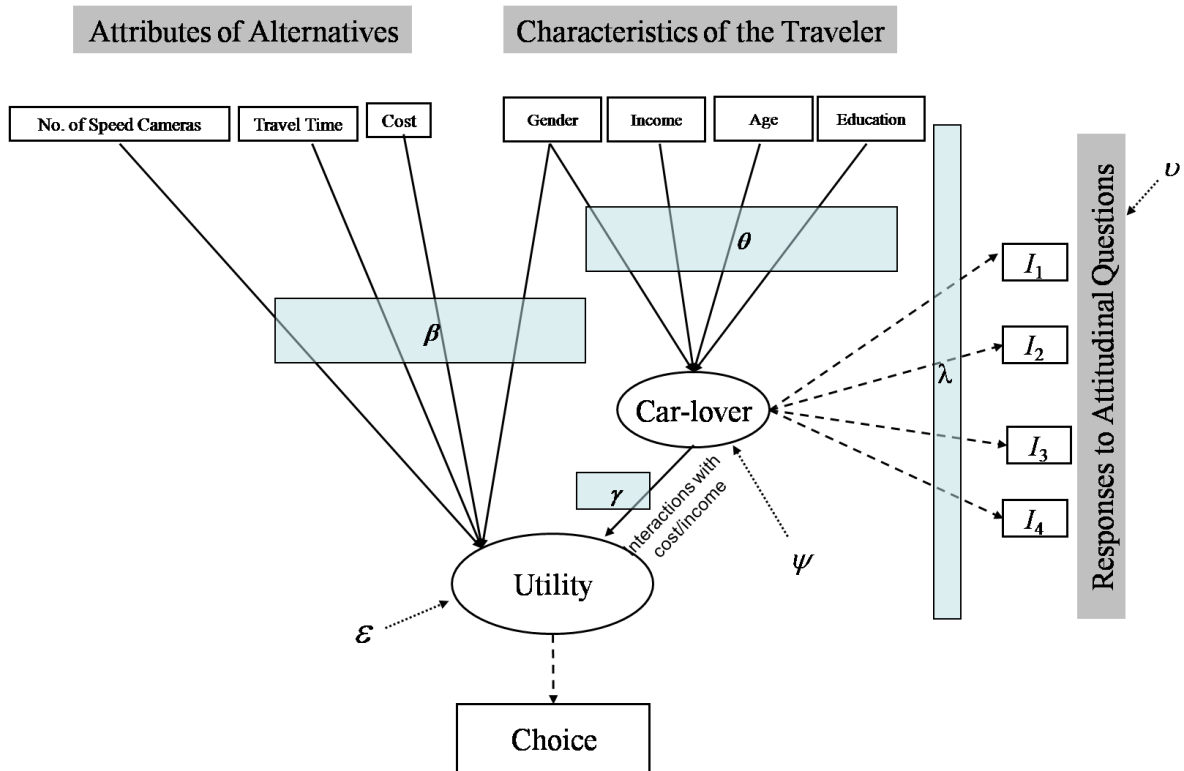 Attributes of Alternatives
Characteristics of the Traveler
No. of Speed Cameras
Travel Time
Cost
Gender
Income
Age
Education
θ
β
λ
υ
I1
I2
I3
I4
Responses to Attitudinal Questions
Car-lover
γ
Interactions with
cost/income
ψ
Utility
ε
Choice